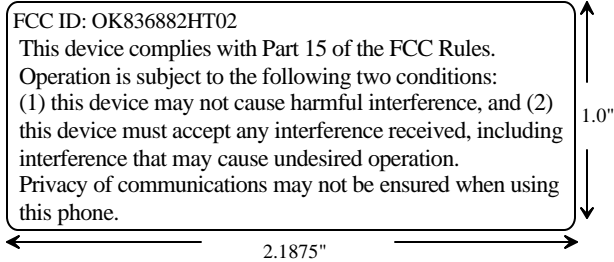 FCC ID: OK836882HT02
This device complies with Part 15 of the FCC Rules.
Operation is subject to the following two conditions:
(1) this device may not cause harmful interference, and (2)
this device must accept any interference received, including
interference that may cause undesired operation.
Privacy of communications may not be ensured when using
this phone.
1.0"
2.1875"